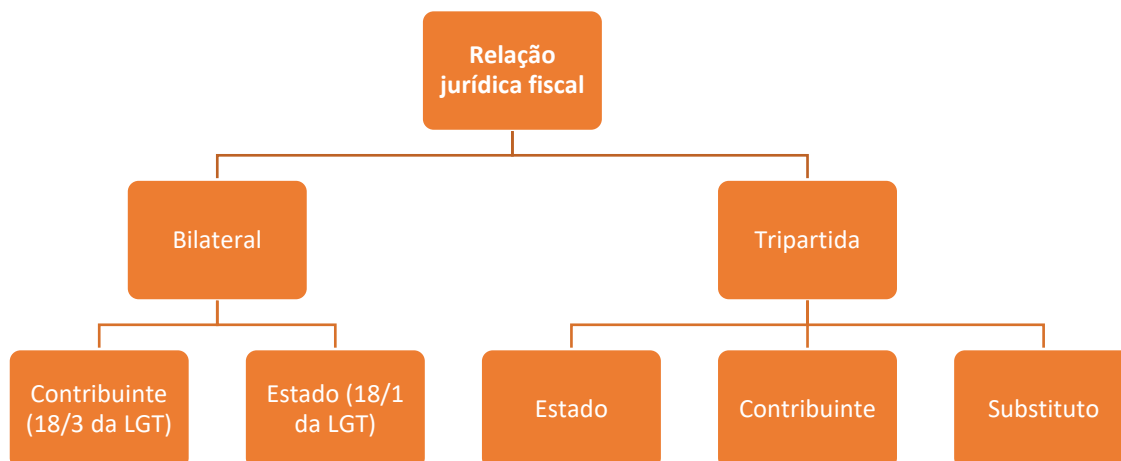 Relação
jurídica fiscal
Bilateral
Tripartida
Contribuinte
(18/3 da LGT)
Estado (18/1
da LGT)
Estado
Contribuinte
Substituto